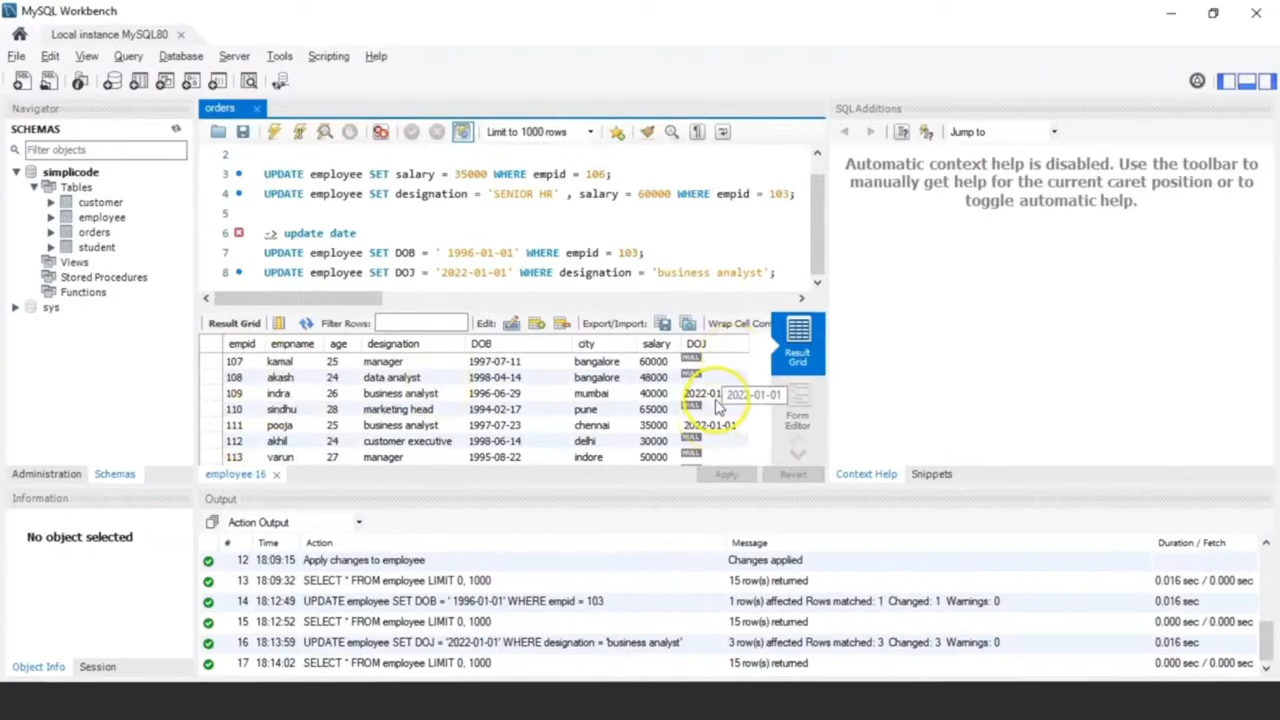 MySQL Workbench
Local instance MySQL80
File Edit View Query Database Server Tools Scripting Help
Navigator
SCHEMAS
Filter objects
simplicode
Tables
customer
employee
orders
student
Views
Stored Procedures
Functions
sys
Administration Schemas
Information
No object selected
Object Info Session
orders
Limit to 1000 rows
2
3 UPDATE employee SET salary = 35000 WHERE empid = 106;
4 UPDATE employee SET designation = 'SENIOR HR' , salary = 60000 WHERE empid = 103;
5
6 -> update date
7 UPDATE employee SET DOB = ' 1996-01-01' WHERE empid = 103;
8 UPDATE employee SET DOJ = '2022-01-01' WHERE designation = 'business analyst';
Result Grid Filter Rows: Edit: Export/Import: Wrap Cell Con
empid empname age designation DOB city salary DOJ
107 kamal 25 manager 1997-07-11 bangalore 60000 NULL
108 akash 24 data analyst 1998-04-14 bangalore 48000 NULL
109 indra 26 business analyst 1996-06-29 mumbai 40000 2022-01 2022-01-01
110 sindhu 28 marketing head 1994-02-17 pune 65000 NULL
111 pooja 25 business analyst 1997-07-23 chennai 35000 2022-01-01
112 akhil 24 customer executive 1998-06-14 delhi 30000 NULL
113 varun 27 manager 1995-08-22 indore 50000 NULL
Result Grid
Form Editor
employee 16 Apply Revert
SQLAdditions
Jump to
Automatic context help is disabled. Use the toolbar to
manually get help for the current caret position or to
toggle automatic help.
Context Help Snippets
Output
Action Output
# Time Action Message Duration / Fetch
12 18:09:15 Apply changes to employee Changes applied
13 18:09:32 SELECT * FROM employee LIMIT 0, 1000 15 row(s) returned 0.016 sec / 0.000 sec
14 18:12:49 UPDATE employee SET DOB = ' 1996-01-01' WHERE empid = 103 1 row(s) affected Rows matched: 1 Changed: 1 Warnings: 0 0.016 sec
15 18:12:52 SELECT * FROM employee LIMIT 0, 1000 15 row(s) returned 0.000 sec / 0.000 sec
16 18:13:59 UPDATE employee SET DOJ = '2022-01-01' WHERE designation = 'business analyst' 3 row(s) affected Rows matched: 3 Changed: 3 Warnings: 0 0.016 sec
17 18:14:02 SELECT * FROM employee LIMIT 0, 1000 15 row(s) returned 0.000 sec / 0.000 sec